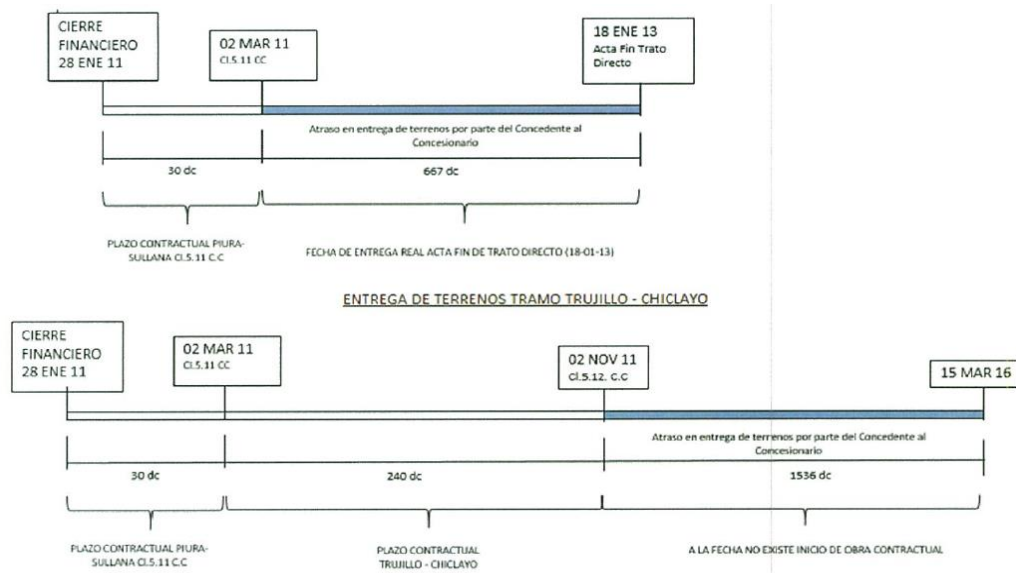 CIERRE
FINANCIERO
28 ENE 11
02 MAR 11
Cl.5.11 CC
18 ENE 13
Acta Fin Trato
Directo
Atraso en entrega de terrenos por parte del Concedente al
Concesionario
30 dc
667 dc
PLAZO CONTRACTUAL PIURA-
SULLANA Cl.5.11 C.C
FECHA DE ENTREGA REAL ACTA FIN DE TRATO DIRECTO (18-01-13)
ENTREGA DE TERRENOS TRAMO TRUJILLO - CHICLAYO
CIERRE
FINANCIERO
28 ENE 11
02 MAR 11
Cl.5.11 CC
02 NOV 11
Cl.5.12. C.C
15 MAR 16
Atraso en entrega de terrenos por parte del Concedente al
Concesionario
30 dc
240 dc
1536 dc
PLAZO CONTRACTUAL PIURA-
SULLANA Cl.5.11 C.C
PLAZO CONTRACTUAL
TRUJILLO - CHICLAYO
A LA FECHA NO EXISTE INICIO DE OBRA CONTRACTUAL